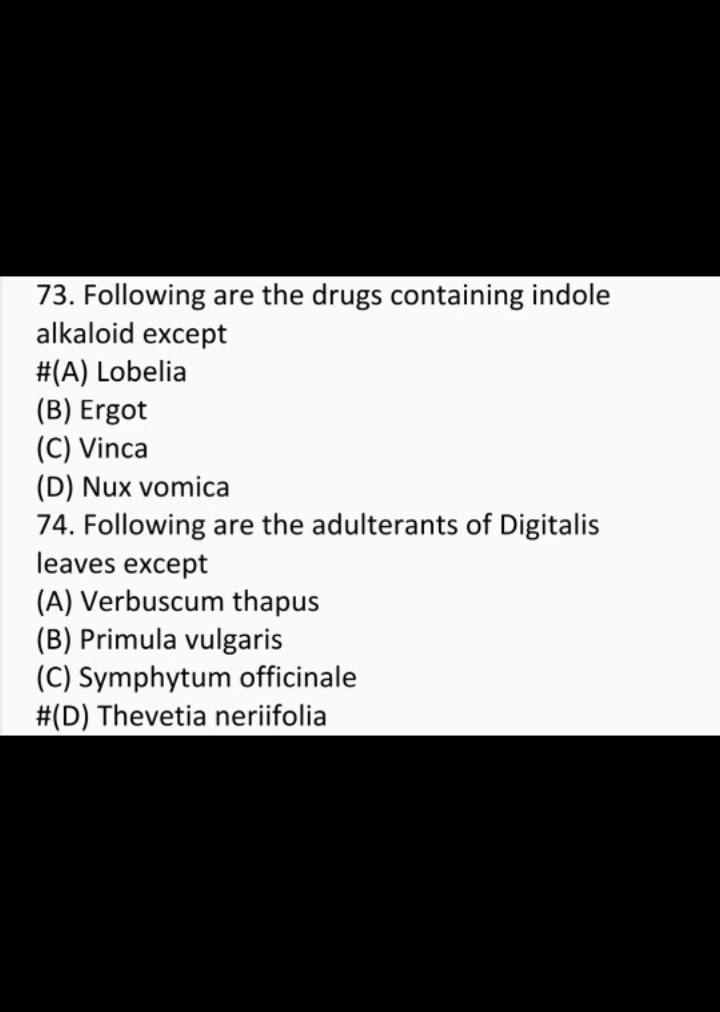 73. Following are the drugs containing indole
alkaloid except
#(A) Lobelia
(B) Ergot
(C) Vinca
(D) Nux vomica
74. Following are the adulterants of Digitalis
leaves except
(A) Verbuscum thapus
(B) Primula vulgaris
(C) Symphytum officinale
#(D) Thevetia neriifolia